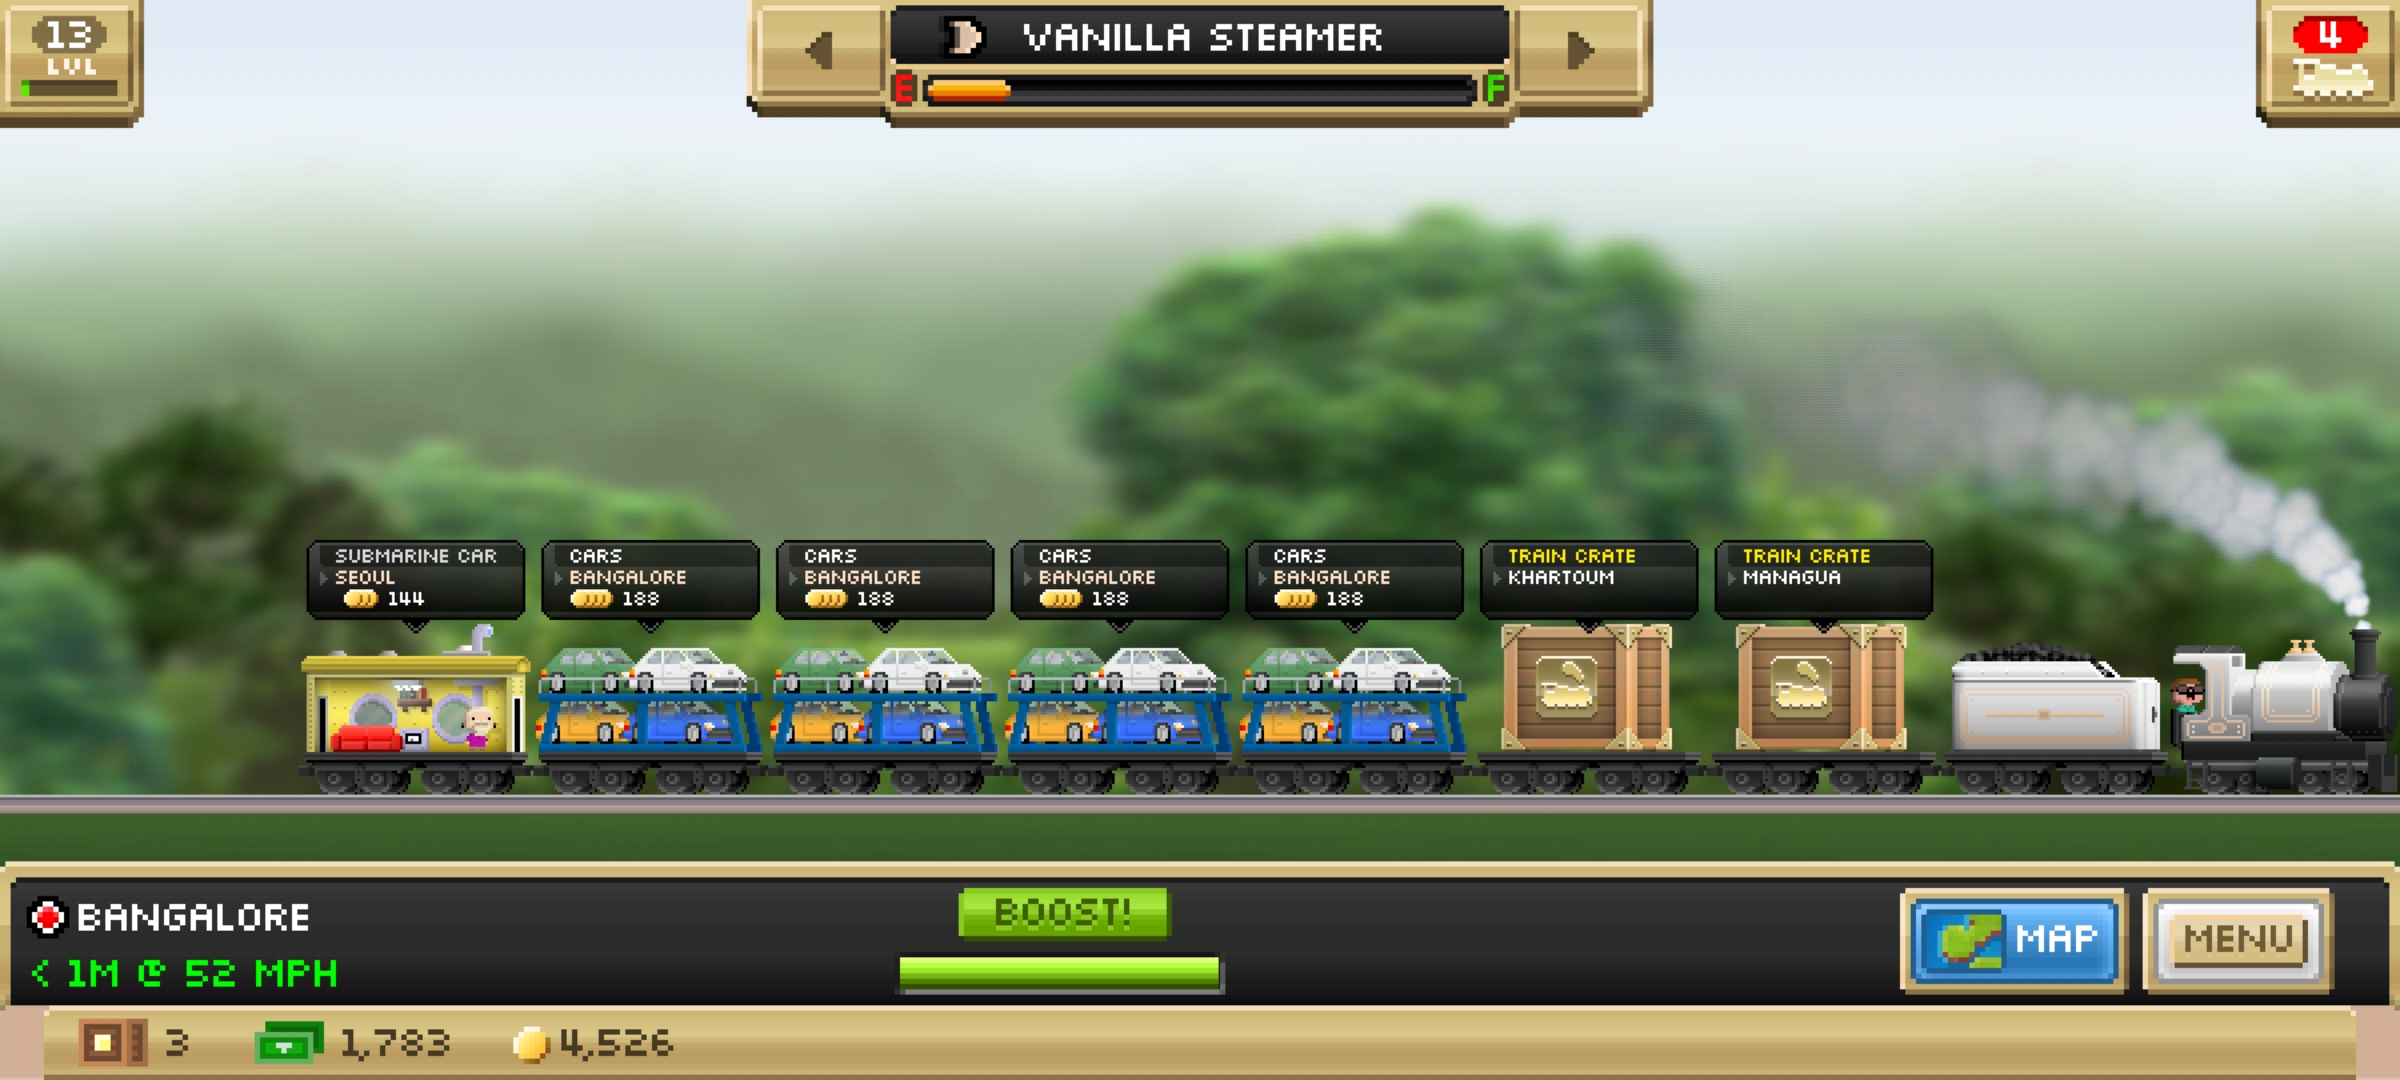 13
LVL
VANILLA STEAMER
E F
4
SUBMARINE CAR
SEOUL
144
CARS
BANGALORE
188
CARS
BANGALORE
188
CARS
BANGALORE
188
CARS
BANGALORE
188
TRAIN CRATE
KHARTOUM
TRAIN CRATE
MANAGUA
BANGALORE
< 1M @ 52 MPH
BOOST!
MAP
MENU
3
1,783
4,526